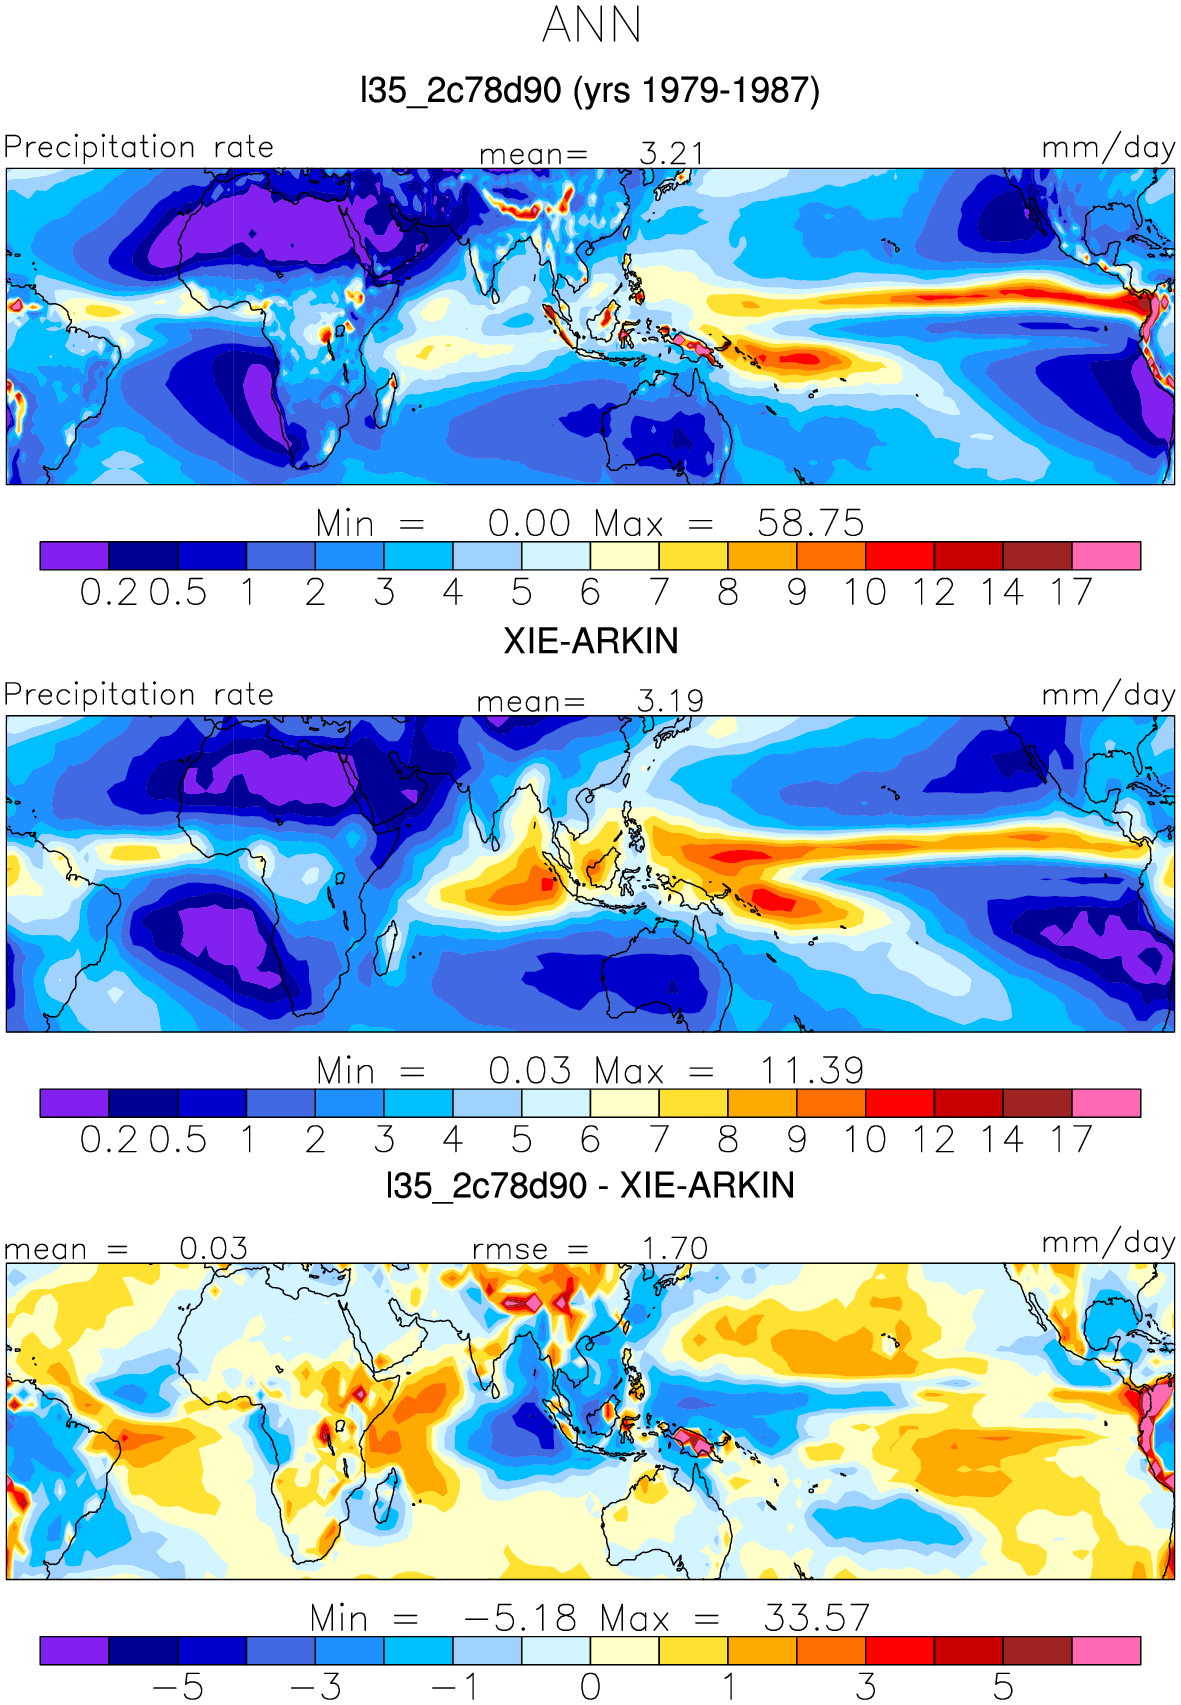 ANN
l35_2c78d90 (yrs 1979-1987)
Precipitation rate mean= 3.21 mm/day
Min = 0.00 Max = 58.75
0.2 0.5 1 2 3 4 5 6 7 8 9 10 12 14 17
XIE-ARKIN
Precipitation rate mean= 3.19 mm/day
Min = 0.03 Max = 11.39
0.2 0.5 1 2 3 4 5 6 7 8 9 10 12 14 17
l35_2c78d90 - XIE-ARKIN
mean = 0.03 rmse = 1.70 mm/day
Min = −5.18 Max = 33.57
−5 −3 −1 0 1 3 5